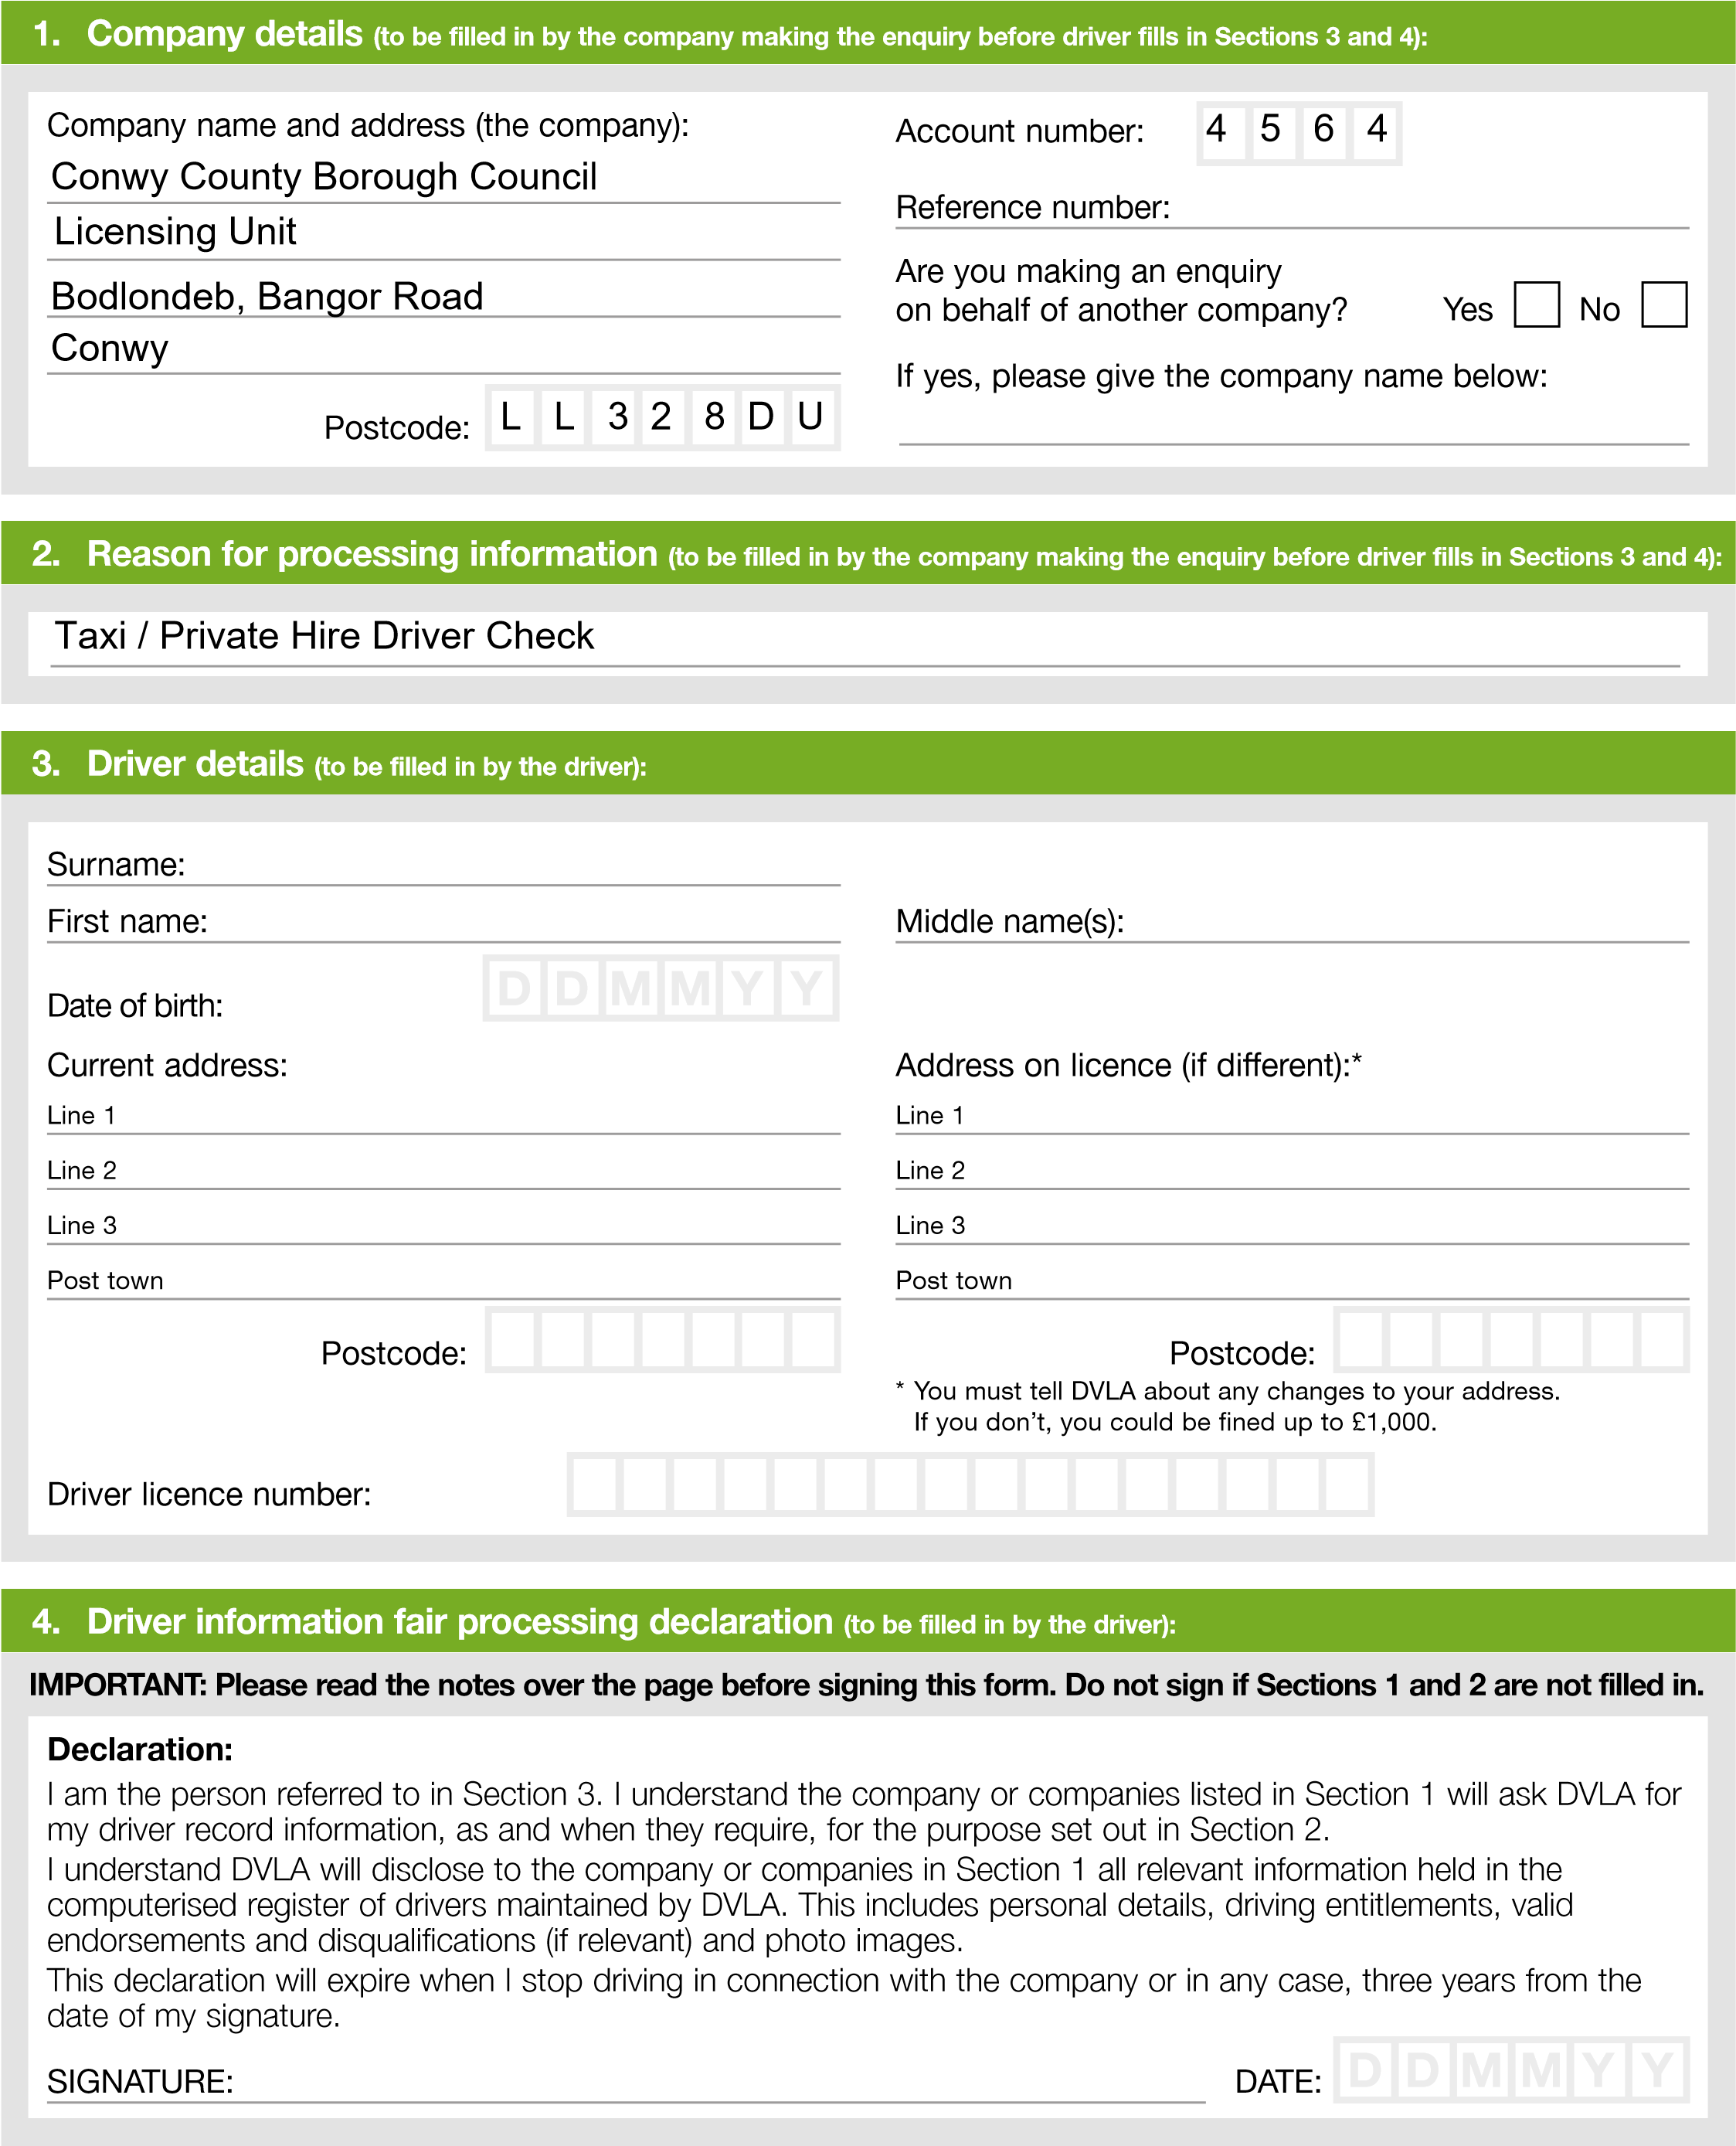 1. Company details (to be filled in by the company making the enquiry before driver fills in Sections 3 and 4):
Company name and address (the company):
Conwy County Borough Council
Licensing Unit
Bodlondeb, Bangor Road
Conwy
Postcode: L L 3 2 8 D U
Account number: 4 5 6 4
Reference number:
Are you making an enquiry
on behalf of another company? Yes No
If yes, please give the company name below:
2. Reason for processing information (to be filled in by the company making the enquiry before driver fills in Sections 3 and 4):
Taxi / Private Hire Driver Check
3. Driver details (to be filled in by the driver):
Surname:
First name:
Middle name(s):
Date of birth: D D M M Y Y
Current address:
Line 1
Line 2
Line 3
Post town
Postcode:
Address on licence (if different):*
Line 1
Line 2
Line 3
Post town
Postcode:
* You must tell DVLA about any changes to your address.
If you don’t, you could be fined up to £1,000.
Driver licence number:
4. Driver information fair processing declaration (to be filled in by the driver):
IMPORTANT: Please read the notes over the page before signing this form. Do not sign if Sections 1 and 2 are not filled in.
Declaration:
I am the person referred to in Section 3. I understand the company or companies listed in Section 1 will ask DVLA for
my driver record information, as and when they require, for the purpose set out in Section 2.
I understand DVLA will disclose to the company or companies in Section 1 all relevant information held in the
computerised register of drivers maintained by DVLA. This includes personal details, driving entitlements, valid
endorsements and disqualifications (if relevant) and photo images.
This declaration will expire when I stop driving in connection with the company or in any case, three years from the
date of my signature.
SIGNATURE: DATE: D D M M Y Y